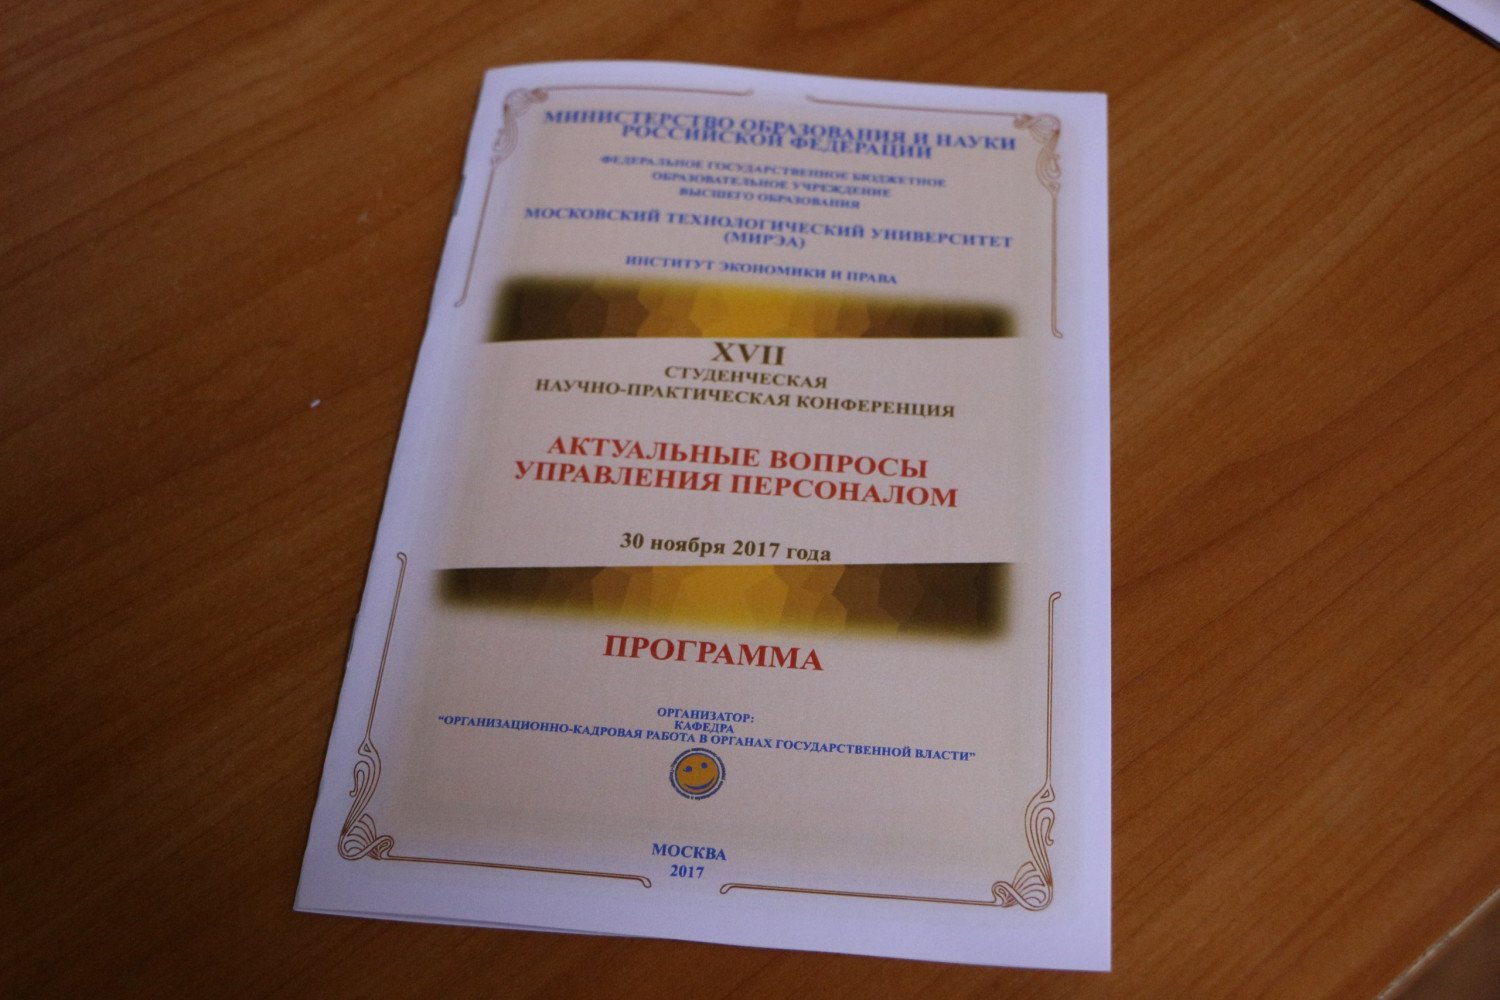 МИНИСТЕРСТВО ОБРАЗОВАНИЯ И НАУКИ
РОССИЙСКОЙ ФЕДЕРАЦИИ
ФЕДЕРАЛЬНОЕ ГОСУДАРСТВЕННОЕ БЮДЖЕТНОЕ
ОБРАЗОВАТЕЛЬНОЕ УЧРЕЖДЕНИЕ
ВЫСШЕГО ОБРАЗОВАНИЯ
МОСКОВСКИЙ ТЕХНОЛОГИЧЕСКИЙ УНИВЕРСИТЕТ
(МИРЭА)
ИНСТИТУТ ЭКОНОМИКИ И ПРАВА
XVII
СТУДЕНЧЕСКАЯ
НАУЧНО-ПРАКТИЧЕСКАЯ КОНФЕРЕНЦИЯ
АКТУАЛЬНЫЕ ВОПРОСЫ
УПРАВЛЕНИЯ ПЕРСОНАЛОМ
30 ноября 2017 года
ПРОГРАММА
ОРГАНИЗАТОР:
КАФЕДРА
“ОРГАНИЗАЦИОННО-КАДРОВАЯ РАБОТА В ОРГАНАХ ГОСУДАРСТВЕННОЙ ВЛАСТИ”
МОСКВА
2017